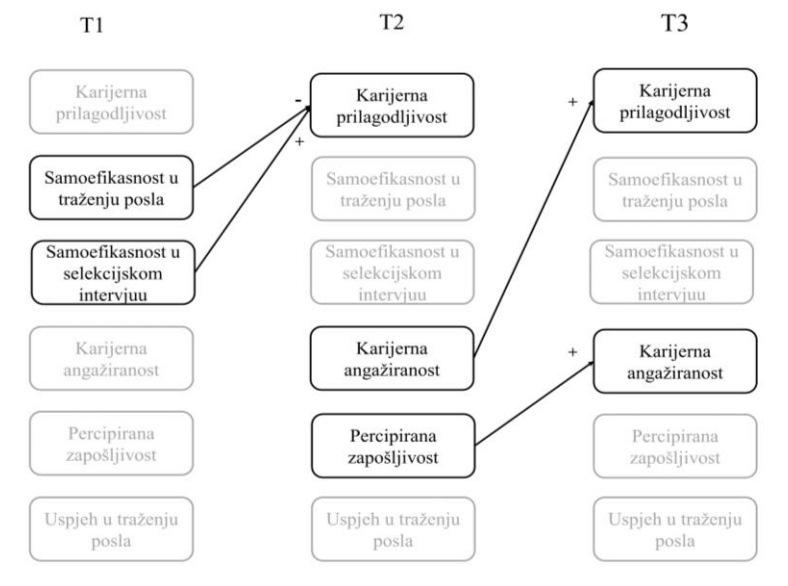 T1
T2
T3
Karijerna
prilagodljivost
Samoefikasnost u
traženju posla
Samoefikasnost u
selekcijskom
intervjuu
Karijerna
angažiranost
Percipirana
zapošljivost
Uspjeh u traženju
posla
-
+
Karijerna
prilagodljivost
Samoefikasnost u
traženju posla
Samoefikasnost u
selekcijskom
intervjuu
Karijerna
angažiranost
Percipirana
zapošljivost
Uspjeh u traženju
posla
+
+
Karijerna
prilagodljivost
Samoefikasnost u
traženju posla
Samoefikasnost u
selekcijskom
intervjuu
Karijerna
angažiranost
Percipirana
zapošljivost
Uspjeh u traženju
posla